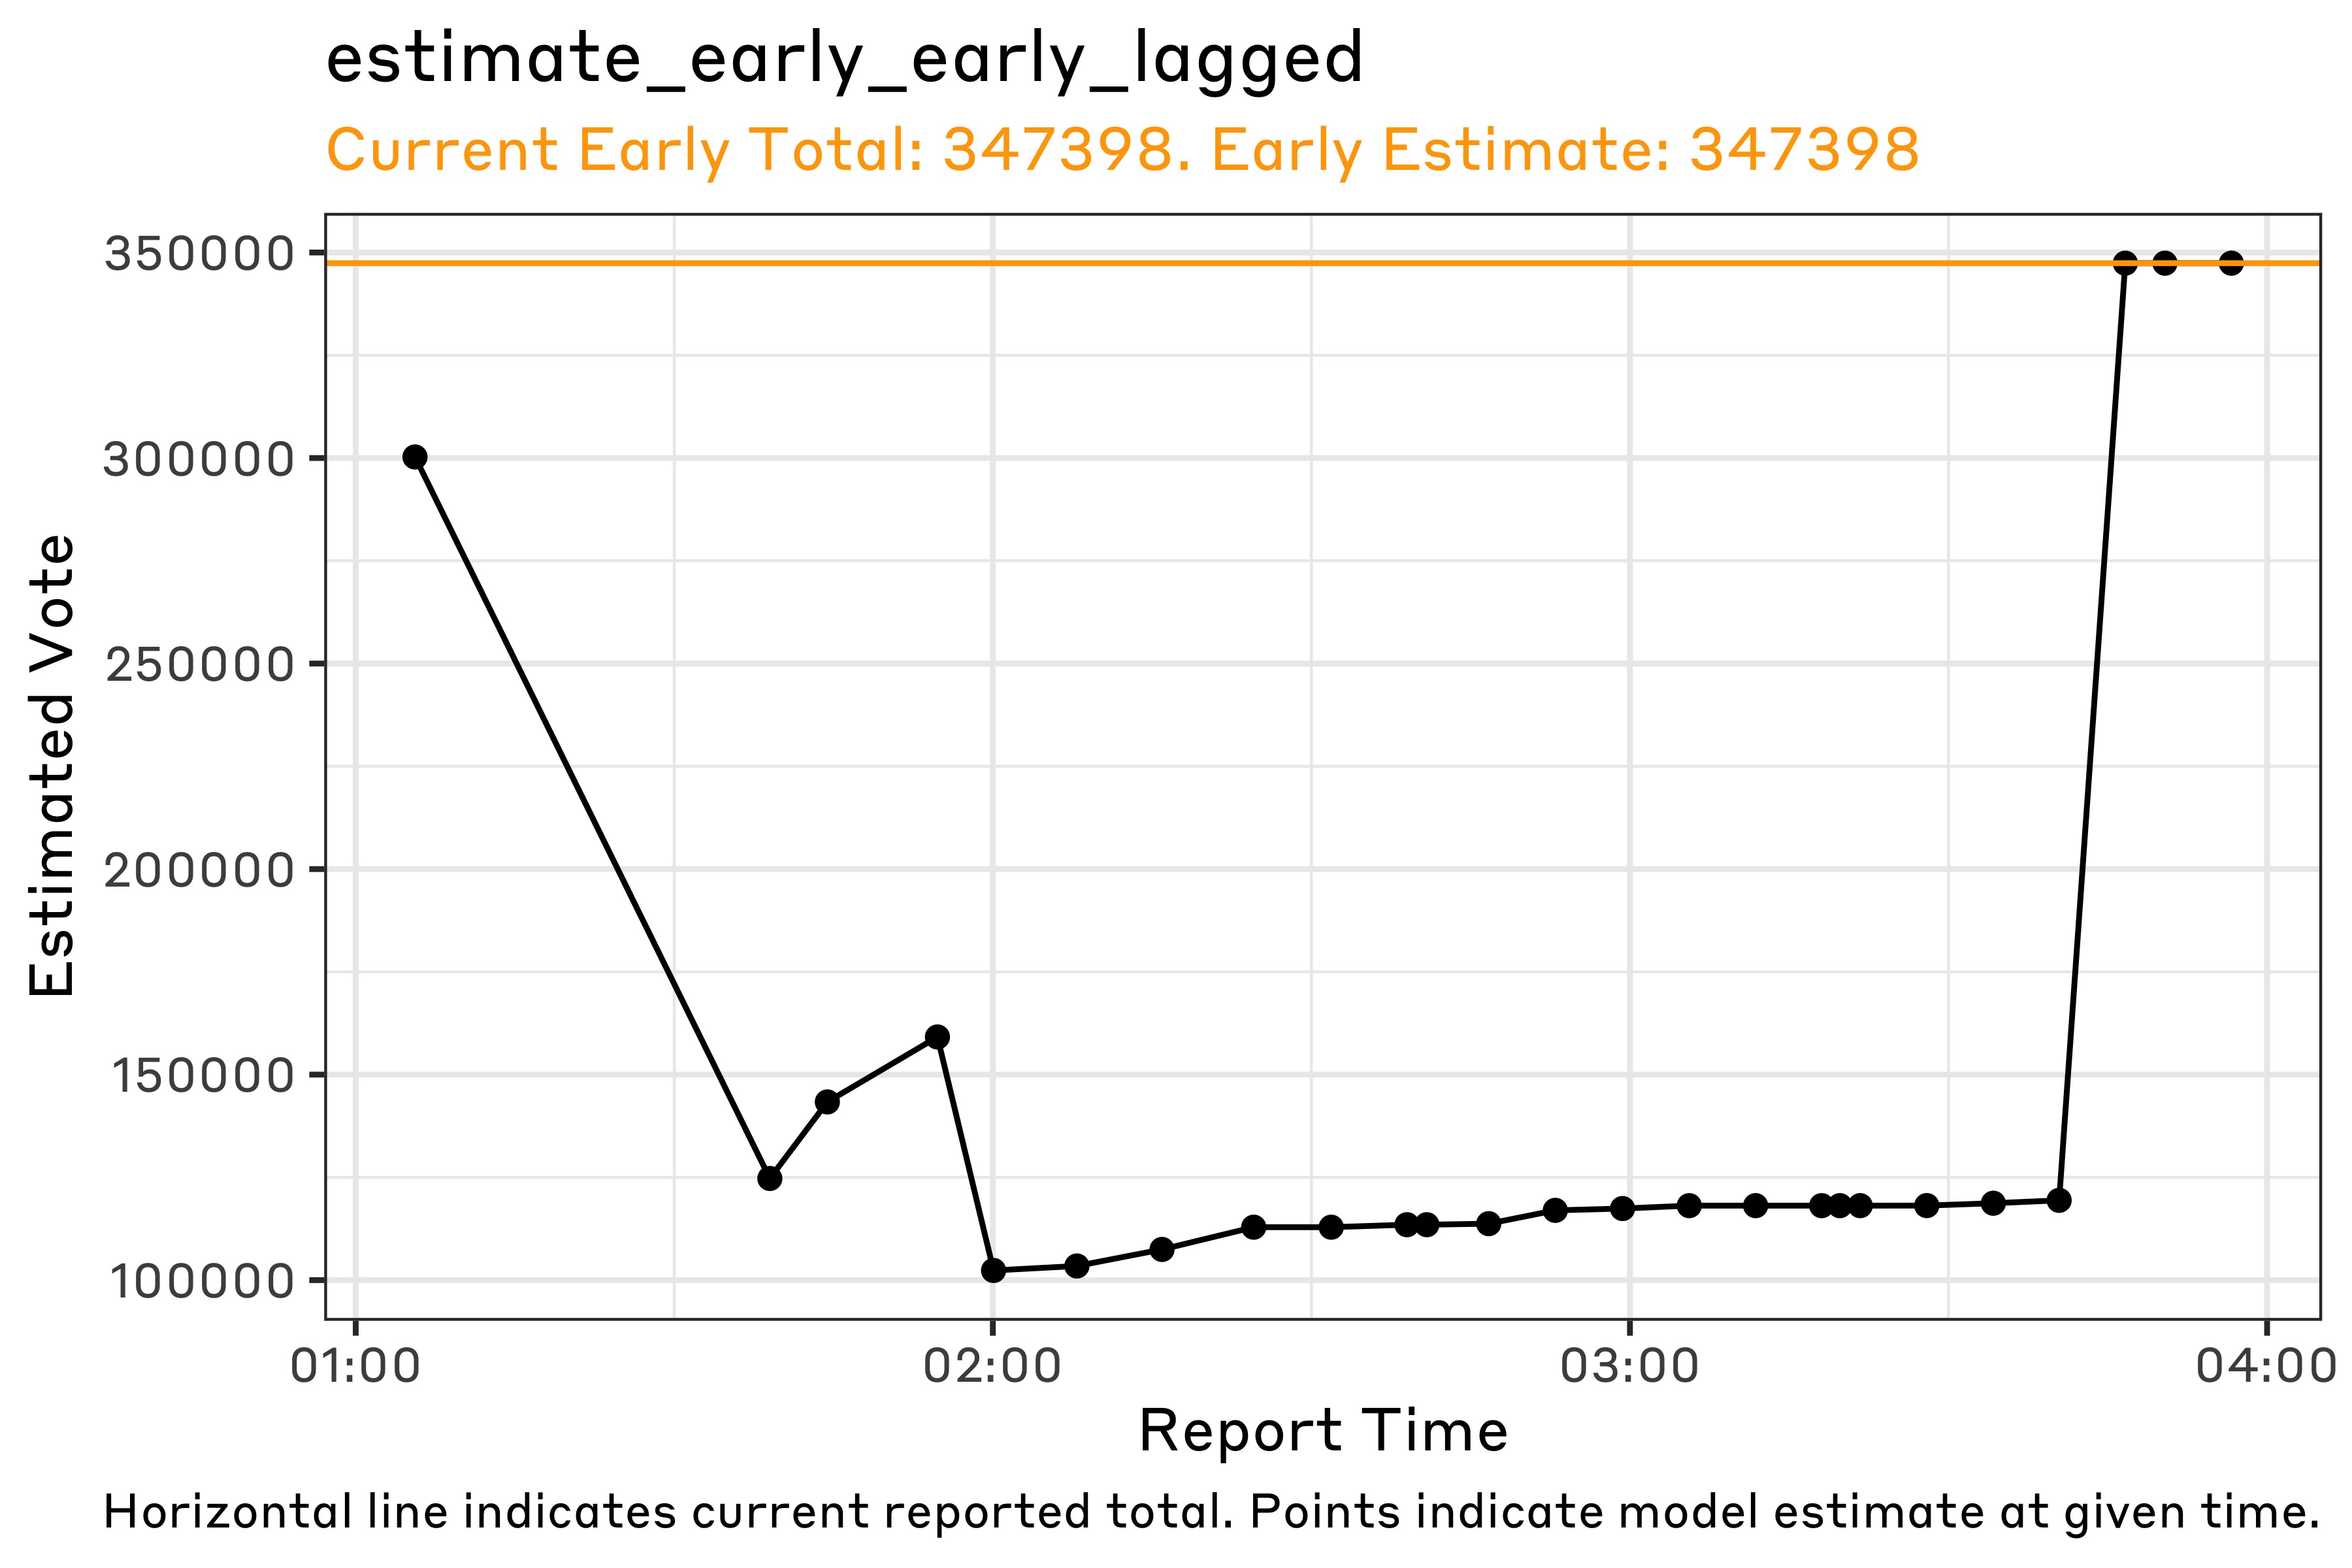 estimate_early_early_lagged
Current Early Total: 347398. Early Estimate: 347398
350000
300000
250000
200000
150000
100000
Estimated Vote
01:00 02:00 03:00 04:00
Report Time
Horizontal line indicates current reported total. Points indicate model estimate at given time.